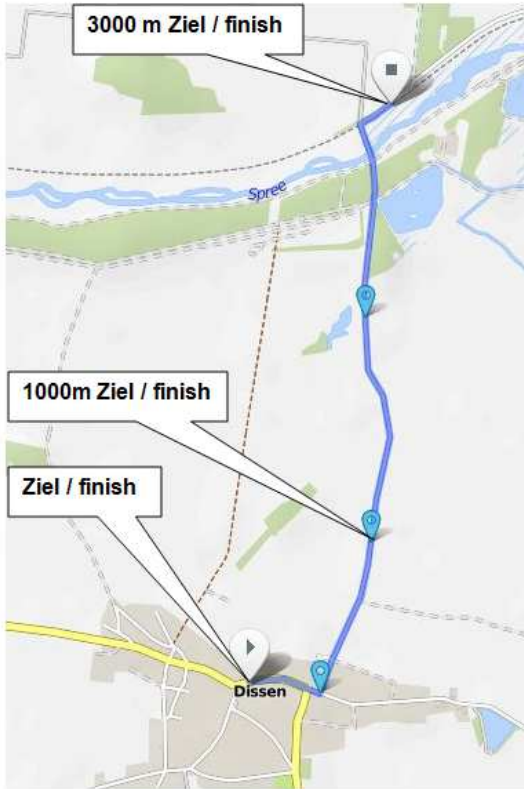 3000 m Ziel / finish
Spree
1000m Ziel / finish
Ziel / finish
Dissen